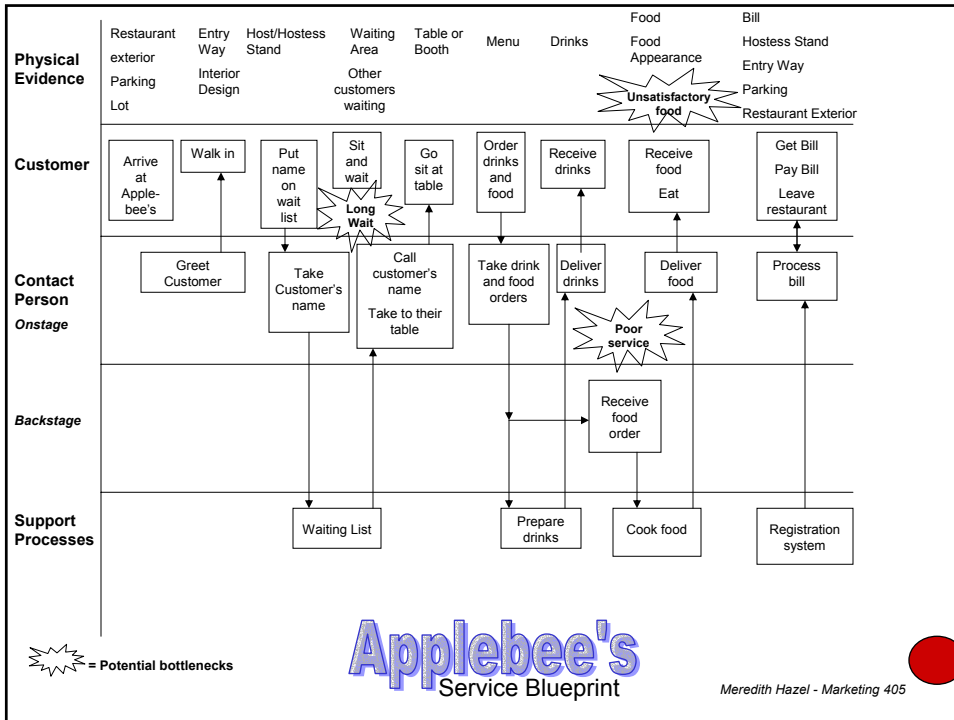 Physical
Evidence
Restaurant
exterior
Parking
Lot
Entry
Way
Interior
Design
Host/Hostess
Stand
Waiting
Area
Other
customers
waiting
Table or
Booth
Menu
Drinks
Food
Food
Appearance
Unsatisfactory
food
Bill
Hostess Stand
Entry Way
Parking
Restaurant Exterior
Customer
Arrive
at
Apple-
bee's
Walk in
Put
name
on
wait
list
Sit
and
wait
Long
Wait
Go
sit at
table
Order
drinks
and
food
Receive
drinks
Receive
food
Eat
Get Bill
Pay Bill
Leave
restaurant
Contact
Person
Onstage
Greet
Customer
Take
Customer's
name
Call
customer's
name
Take to their
table
Take drink
and food
orders
Deliver
drinks
Deliver
food
Process
bill
Poor
service
Backstage
Receive
food
order
Support
Processes
Waiting List
Prepare
drinks
Cook food
Registration
system
= Potential bottlenecks
Applebee's
Service Blueprint
Meredith Hazel - Marketing 405